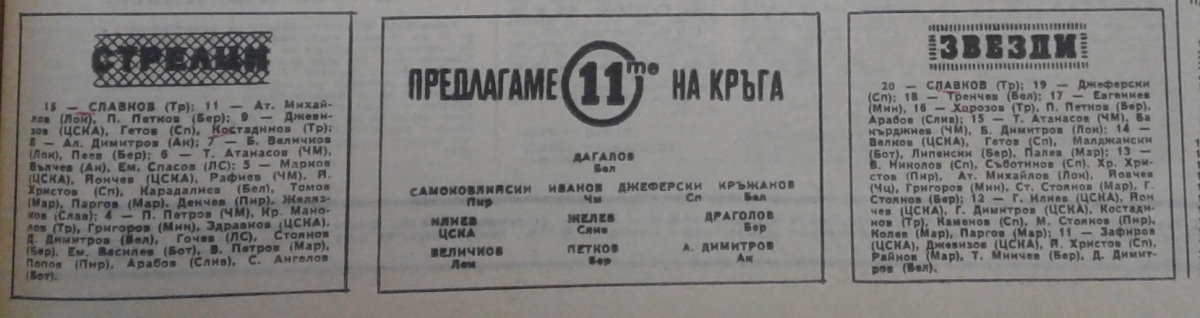 СТРЕЛЦИ
15 — СЛАВКОВ (Тр); 11 — Ат. Михай-
лов (Лок), П. Петков (Бер); 9 — Джеви-
зов (ЦСКА), Гетов (Сп), Костадинов (Тр);
8 — Ал. Димитров (Ак); 7 — Б. Величков
(Лок), Пеев (Бер); 6 — Т. Атанасов (ЧМ),
Вълчев (Ак), Ем. Спасов (ЛС); 5 — Марков
(ЦСКА), Йончев (ЦСКА), Рафиев (ЧМ), Й.
Христов (Сп), Карадалиев (Бел), Томов
(Мар), Паргов (Мар), Денчев (Пир), Желяз-
ков (Слав); 4 — П. Петров (ЧМ), Кр. Мано-
лов (Тр), Григоров (Мин), Здравков (ЦСКА),
Д. Димитров (Бел), Гочев (ЛС), Стоянов
(Бер), Ем. Василев (Бот), В. Петров (Мар),
Попов (Пир), Арабов (Слив), С. Ангелов
(Бот).
ПРЕДЛАГАМЕ 11те НА КРЪГА
ДАГАЛОВ
Бел
САМОКОВЛИЙСКИ ИВАНОВ ДЖЕФЕРСКИ КРЪЖАНОВ
Пир Чм Сп Бел
ИЛИЕВ ЖЕЛЕВ ДРАГОЛОВ
ЦСКА Слив Бер
ВЕЛИЧКОВ ПЕТКОВ А. ДИМИТРОВ
Лок Бер Ак
ЗВЕЗДИ
20 — СЛАВКОВ (Тр); 19 — Джеферски
(Сп); 18 — Тренчев (Бел); 17 — Евгениев
(Мин), 16 — Хорозов (Тр), П. Петков (Бер),
Арабов (Слив); 15 — Т. Атанасов (ЧМ), Ба
кърджиев (ЧМ), Б. Димитров (Лок); 14 —
Велков (ЦСКА), Гетов (Сп), Малджански
(Бот), Липенски (Бер), Палев (Мар); 13 —
В. Николов (Сп), Съботинов (Сп), Хр. Хри-
стов (Пир), Ат. Михайлов (Лок), Йовчев
(Чц), Григоров (Мин), Ст. Стоянов (Мар), Г.
Стоянов (Бер); 12 — Г. Илиев (ЦСКА), Йон
чев (ЦСКА), Г. Димитров (ЦСКА), Костади-
нов (Тр), Каменов (Сп), М. Стоянов (Пир),
Колев (Мар), Паргов (Мар); 11 — Зафиров
(ЦСКА), Джевизов (ЦСКА), Й. Христов (Сп),
Райнов (Мар), Т. Минчев (Бер), Д. Димит-
ров (Бел).